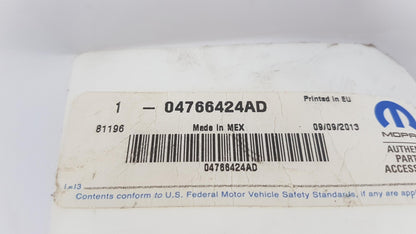 Printed in EU
1 - 04766424AD
81196 Made in MEX 09/09/2013
MOPAR
04766424AD
AUTHE
PART
ACCESS
Contents conform to U.S. Federal Motor Vehicle Safety Standards, if any are appl